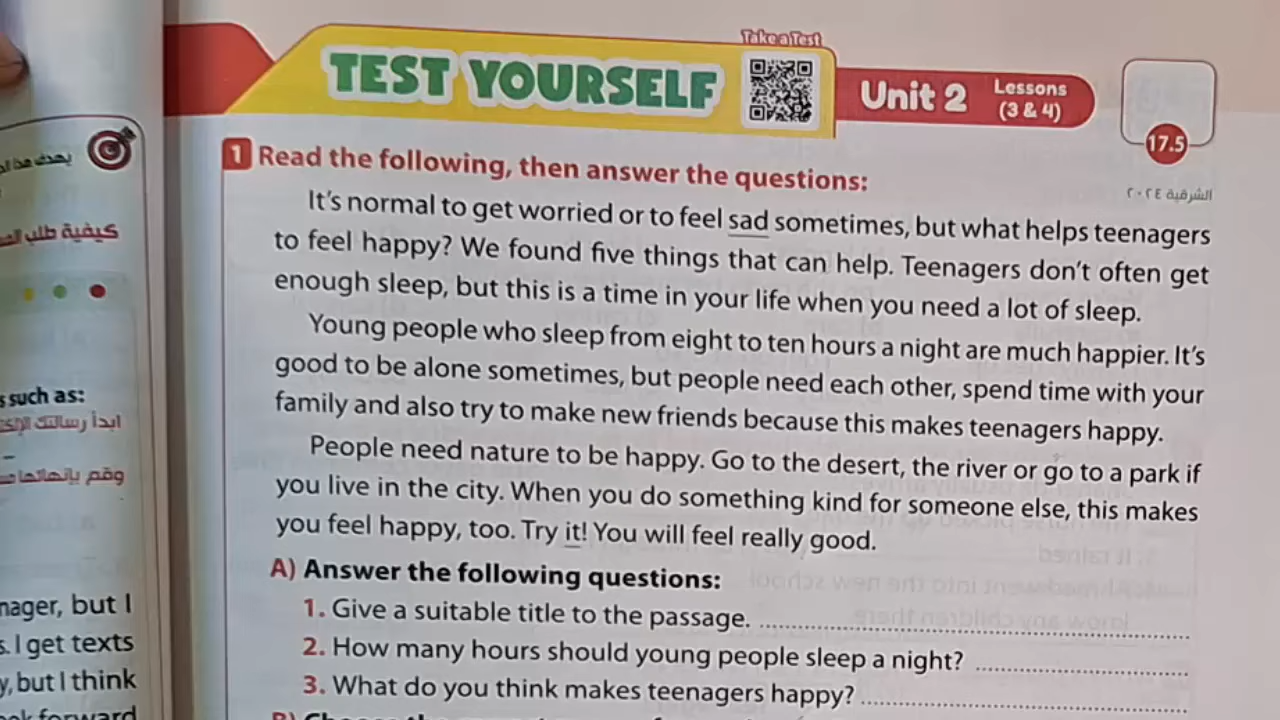 Take a Test
TEST YOURSELF
Unit 2
Lessons
(3 & 4)
17.5
الشرقية ٢٠٢٤
1 Read the following, then answer the questions:
It's normal to get worried or to feel sad sometimes, but what helps teenagers
to feel happy? We found five things that can help. Teenagers don't often get
enough sleep, but this is a time in your life when you need a lot of sleep.
Young people who sleep from eight to ten hours a night are much happier. It's
good to be alone sometimes, but people need each other, spend time with your
family and also try to make new friends because this makes teenagers happy.
People need nature to be happy. Go to the desert, the river or go to a park if
you live in the city. When you do something kind for someone else, this makes
you feel happy, too. Try it! You will feel really good.
A) Answer the following questions:
1. Give a suitable title to the passage.
2. How many hours should young people sleep a night?
3. What do you think makes teenagers happy?
يهدف هذا
كيفية طلب
such as:
ابدأ رسالتك
وقم بإنهائها
but I
I get texts
but I think
forward